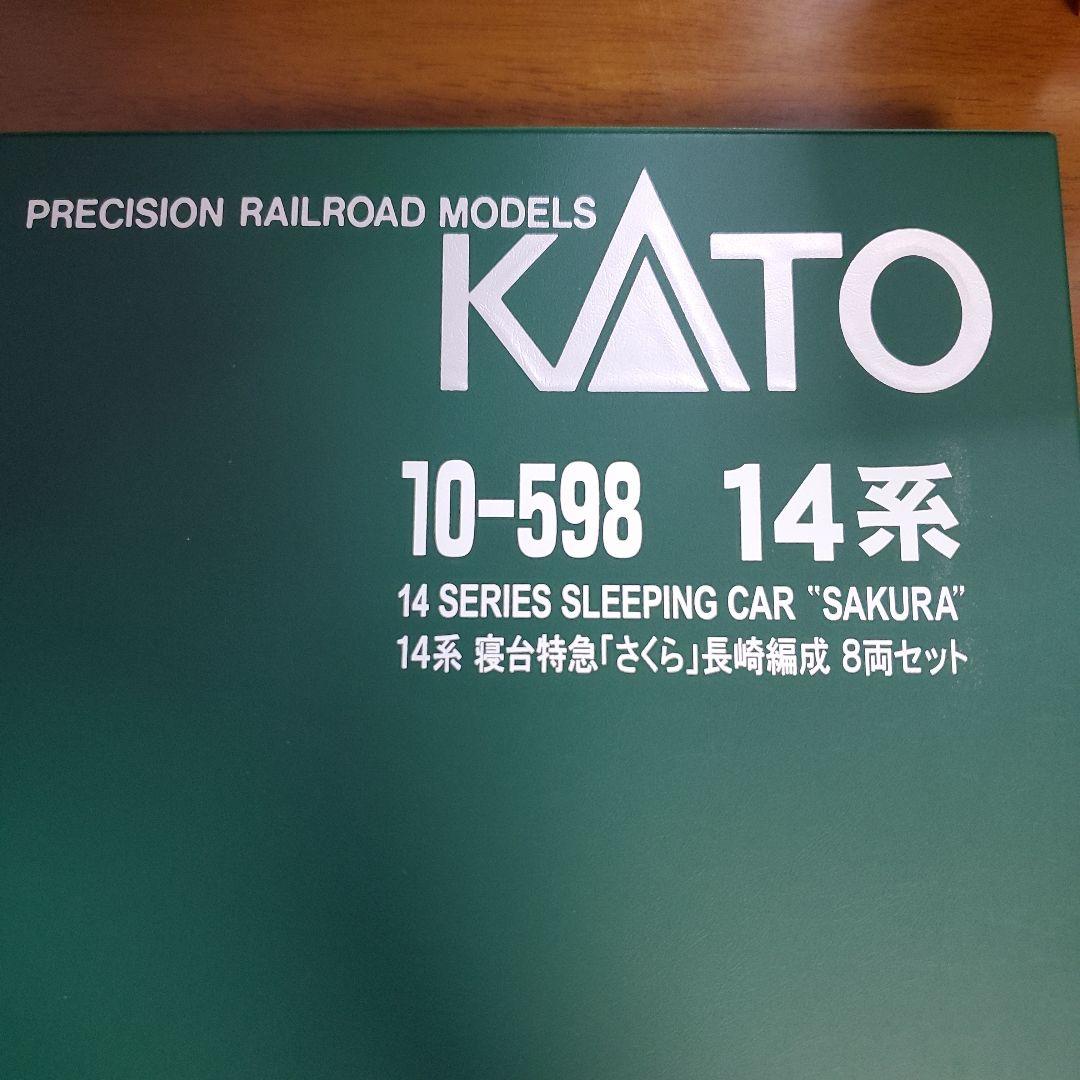 PRECISION RAILROAD MODELS
KATO
10-598 14系
14 SERIES SLEEPING CAR "SAKURA"
14系 寝台特急「さくら」長崎編成 8両セット